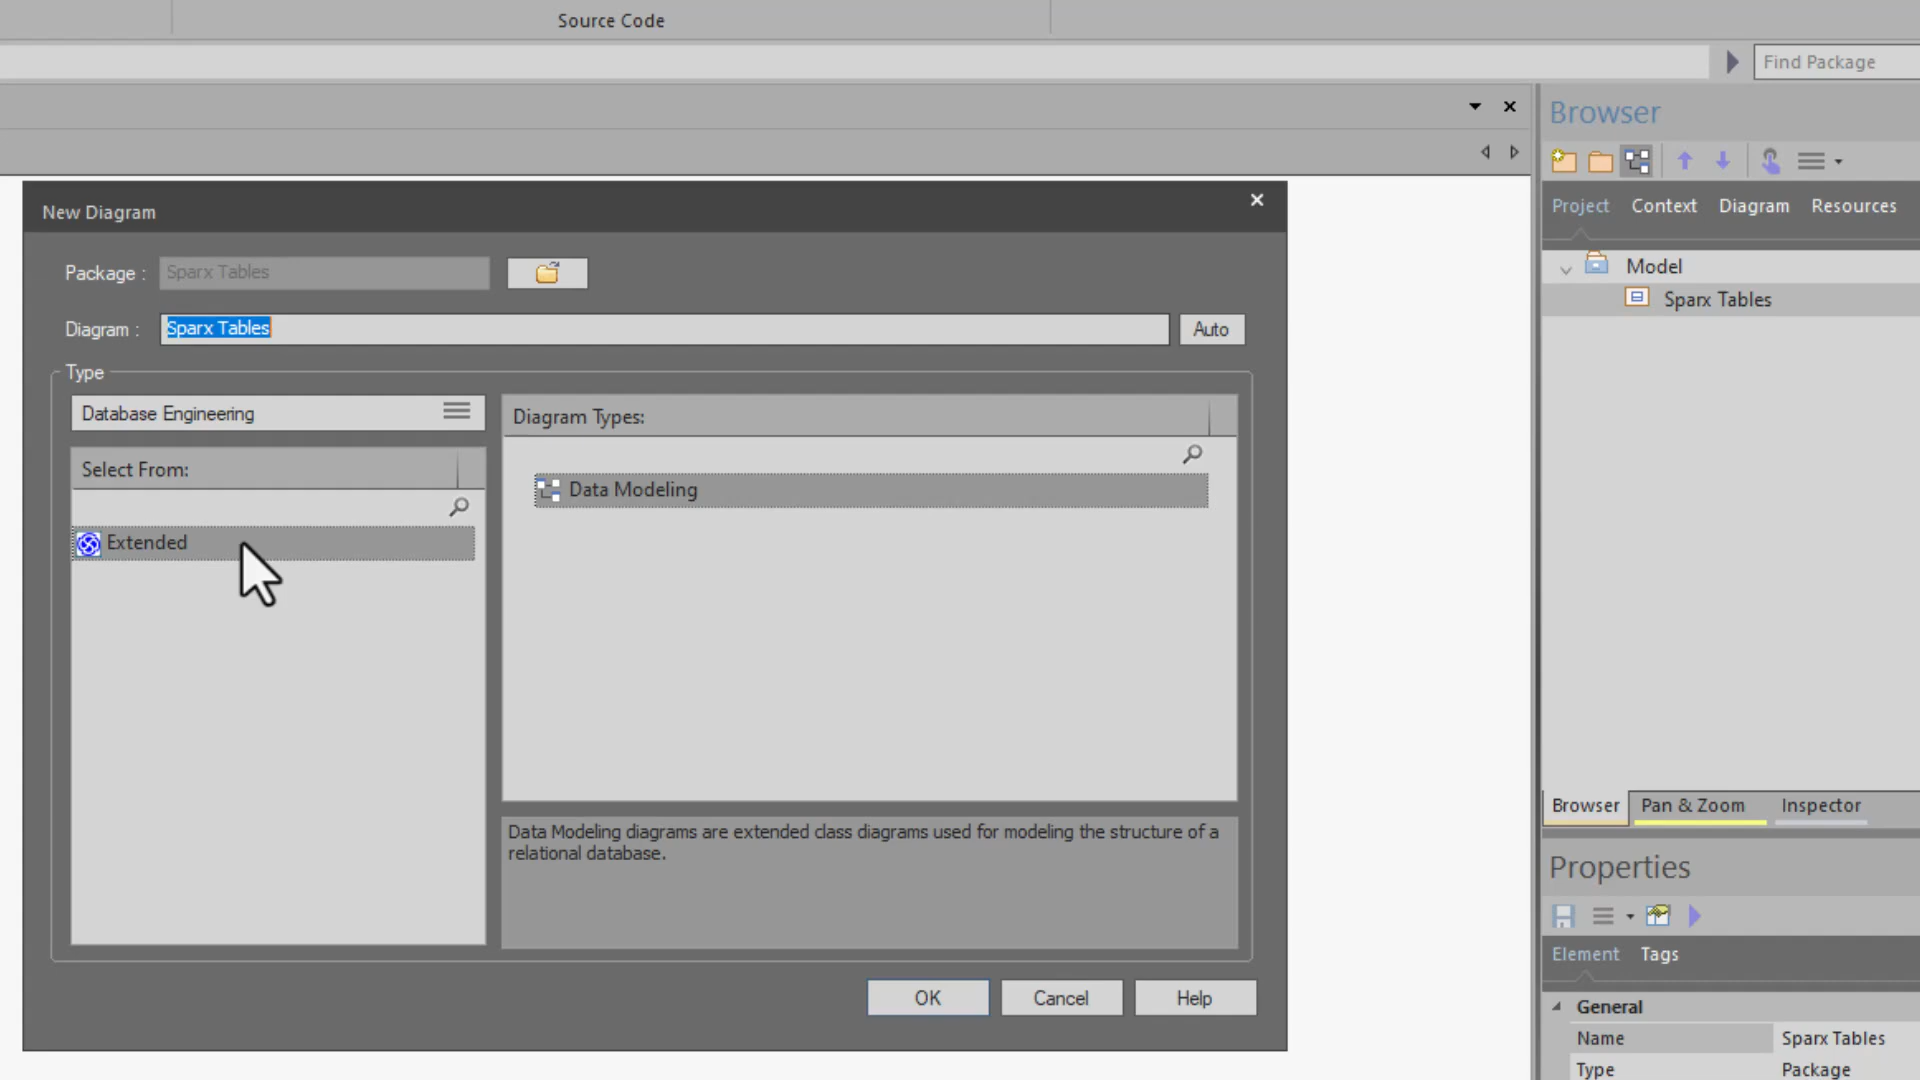 Source Code
Find Package
Browser
Project Context Diagram Resources
Model
Sparx Tables
New Diagram
Package : Sparx Tables
Diagram : Sparx Tables Auto
Type
Database Engineering
Select From:
Extended
Diagram Types:
Data Modeling
Data Modeling diagrams are extended class diagrams used for modeling the structure of a
relational database.
OK Cancel Help
Browser Pan & Zoom Inspector
Properties
Element Tags
General
Name Sparx Tables
Type Package